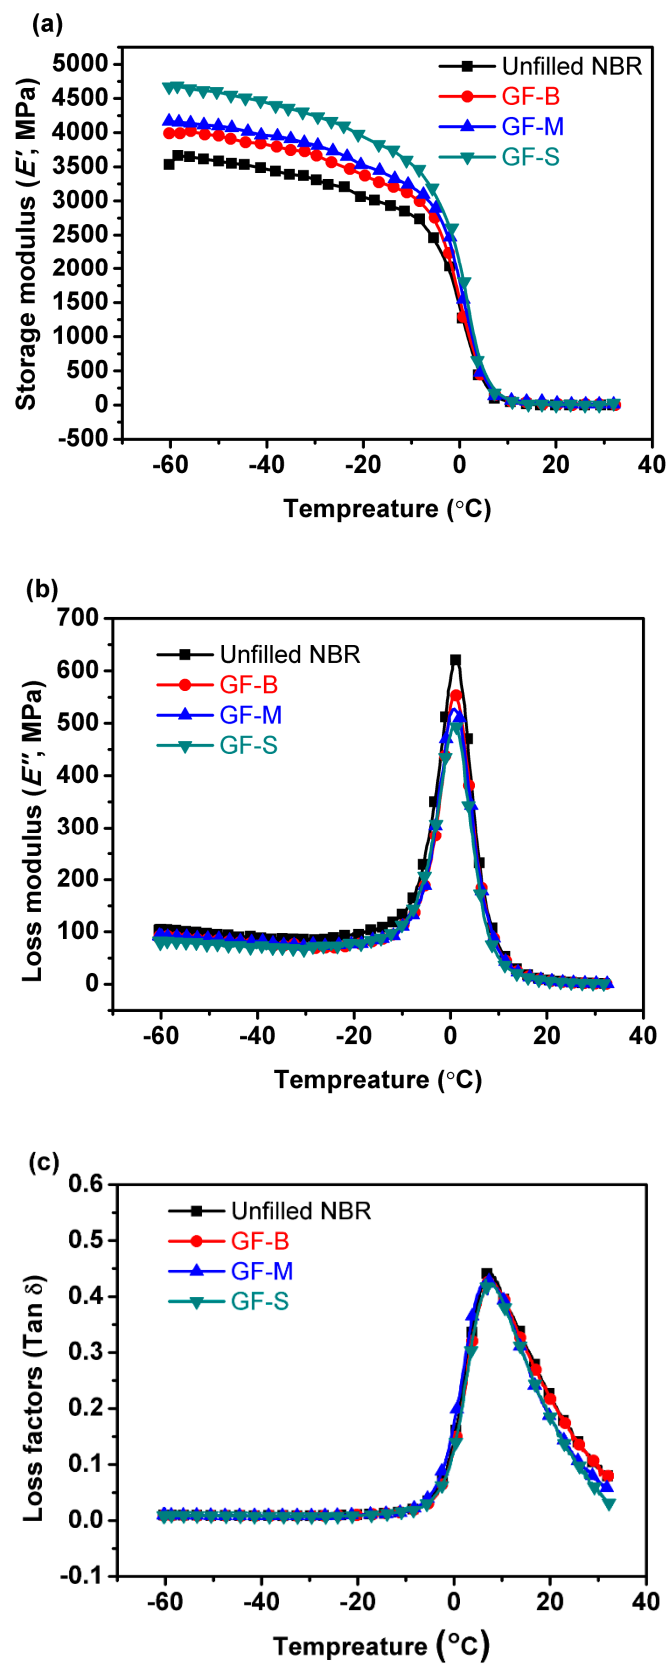 (a)
5000
4500
4000
3500
3000
2500
2000
1500
1000
500
0
-500
Storage modulus (E′, MPa)
Unfilled NBR
GF-B
GF-M
GF-S
-60 -40 -20 0 20 40
Tempreature (°C)
(b)
700
600
500
400
300
200
100
0
Loss modulus (E″, MPa)
Unfilled NBR
GF-B
GF-M
GF-S
-60 -40 -20 0 20 40
Tempreature (°C)
(c)
0.6
0.5
0.4
0.3
0.2
0.1
0.0
-0.1
Loss factors (Tan δ)
Unfilled NBR
GF-B
GF-M
GF-S
-60 -40 -20 0 20 40
Tempreature (°C)